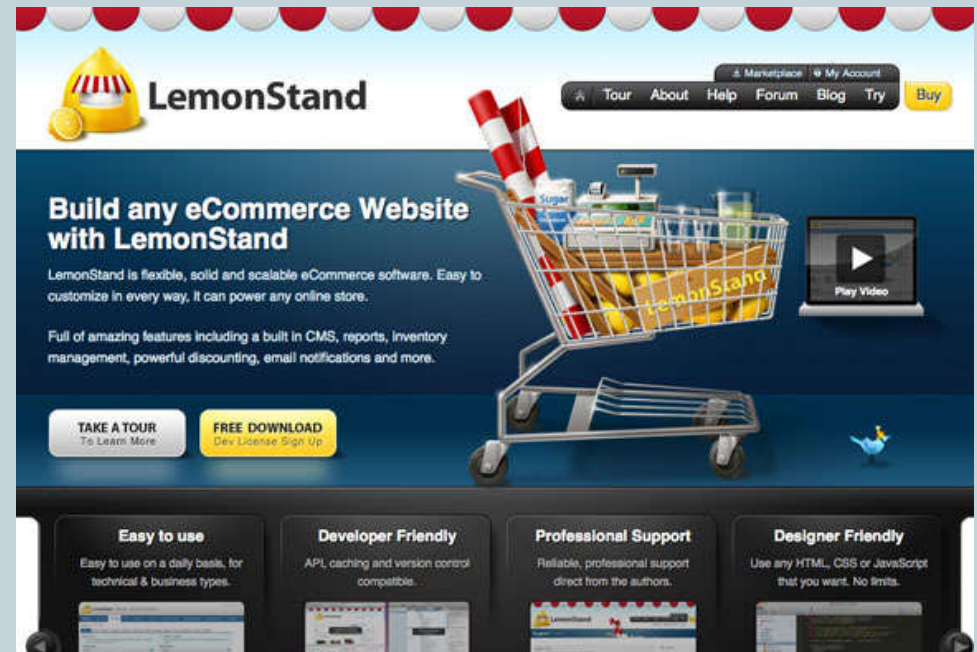 LemonStand
Marketplace My Account
Tour About Help Forum Blog Try Buy
Build any eCommerce Website
with LemonStand
LemonStand is flexible, solid and scalable eCommerce software. Easy to
customize in every way, it can power any online store.
Full of amazing features including a built in CMS, reports, inventory
management, powerful discounting, email notifications and more.
Sugar
LemonStand
Play Video
TAKE A TOUR
To Learn More
FREE DOWNLOAD
Dev License Sign Up
Easy to use
Easy to use on a daily basis, for
technical & business types.
Developer Friendly
API, caching and version control
compatible.
Professional Support
Reliable, professional support
direct from the authors.
Designer Friendly
Use any HTML, CSS or JavaScript
that you want. No limits.
LemonStand